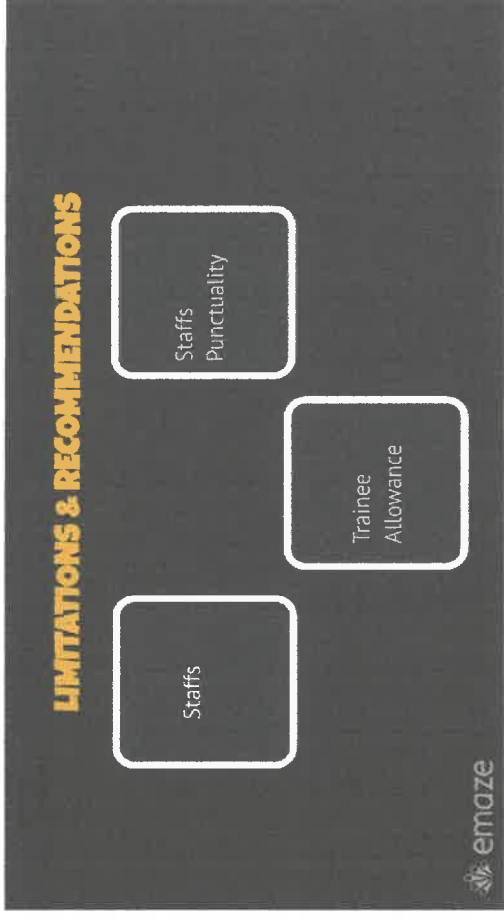 LIMITATIONS & RECOMMENDATIONS
Staffs
Trainee
Allowance
Staffs
Punctuality
emaze